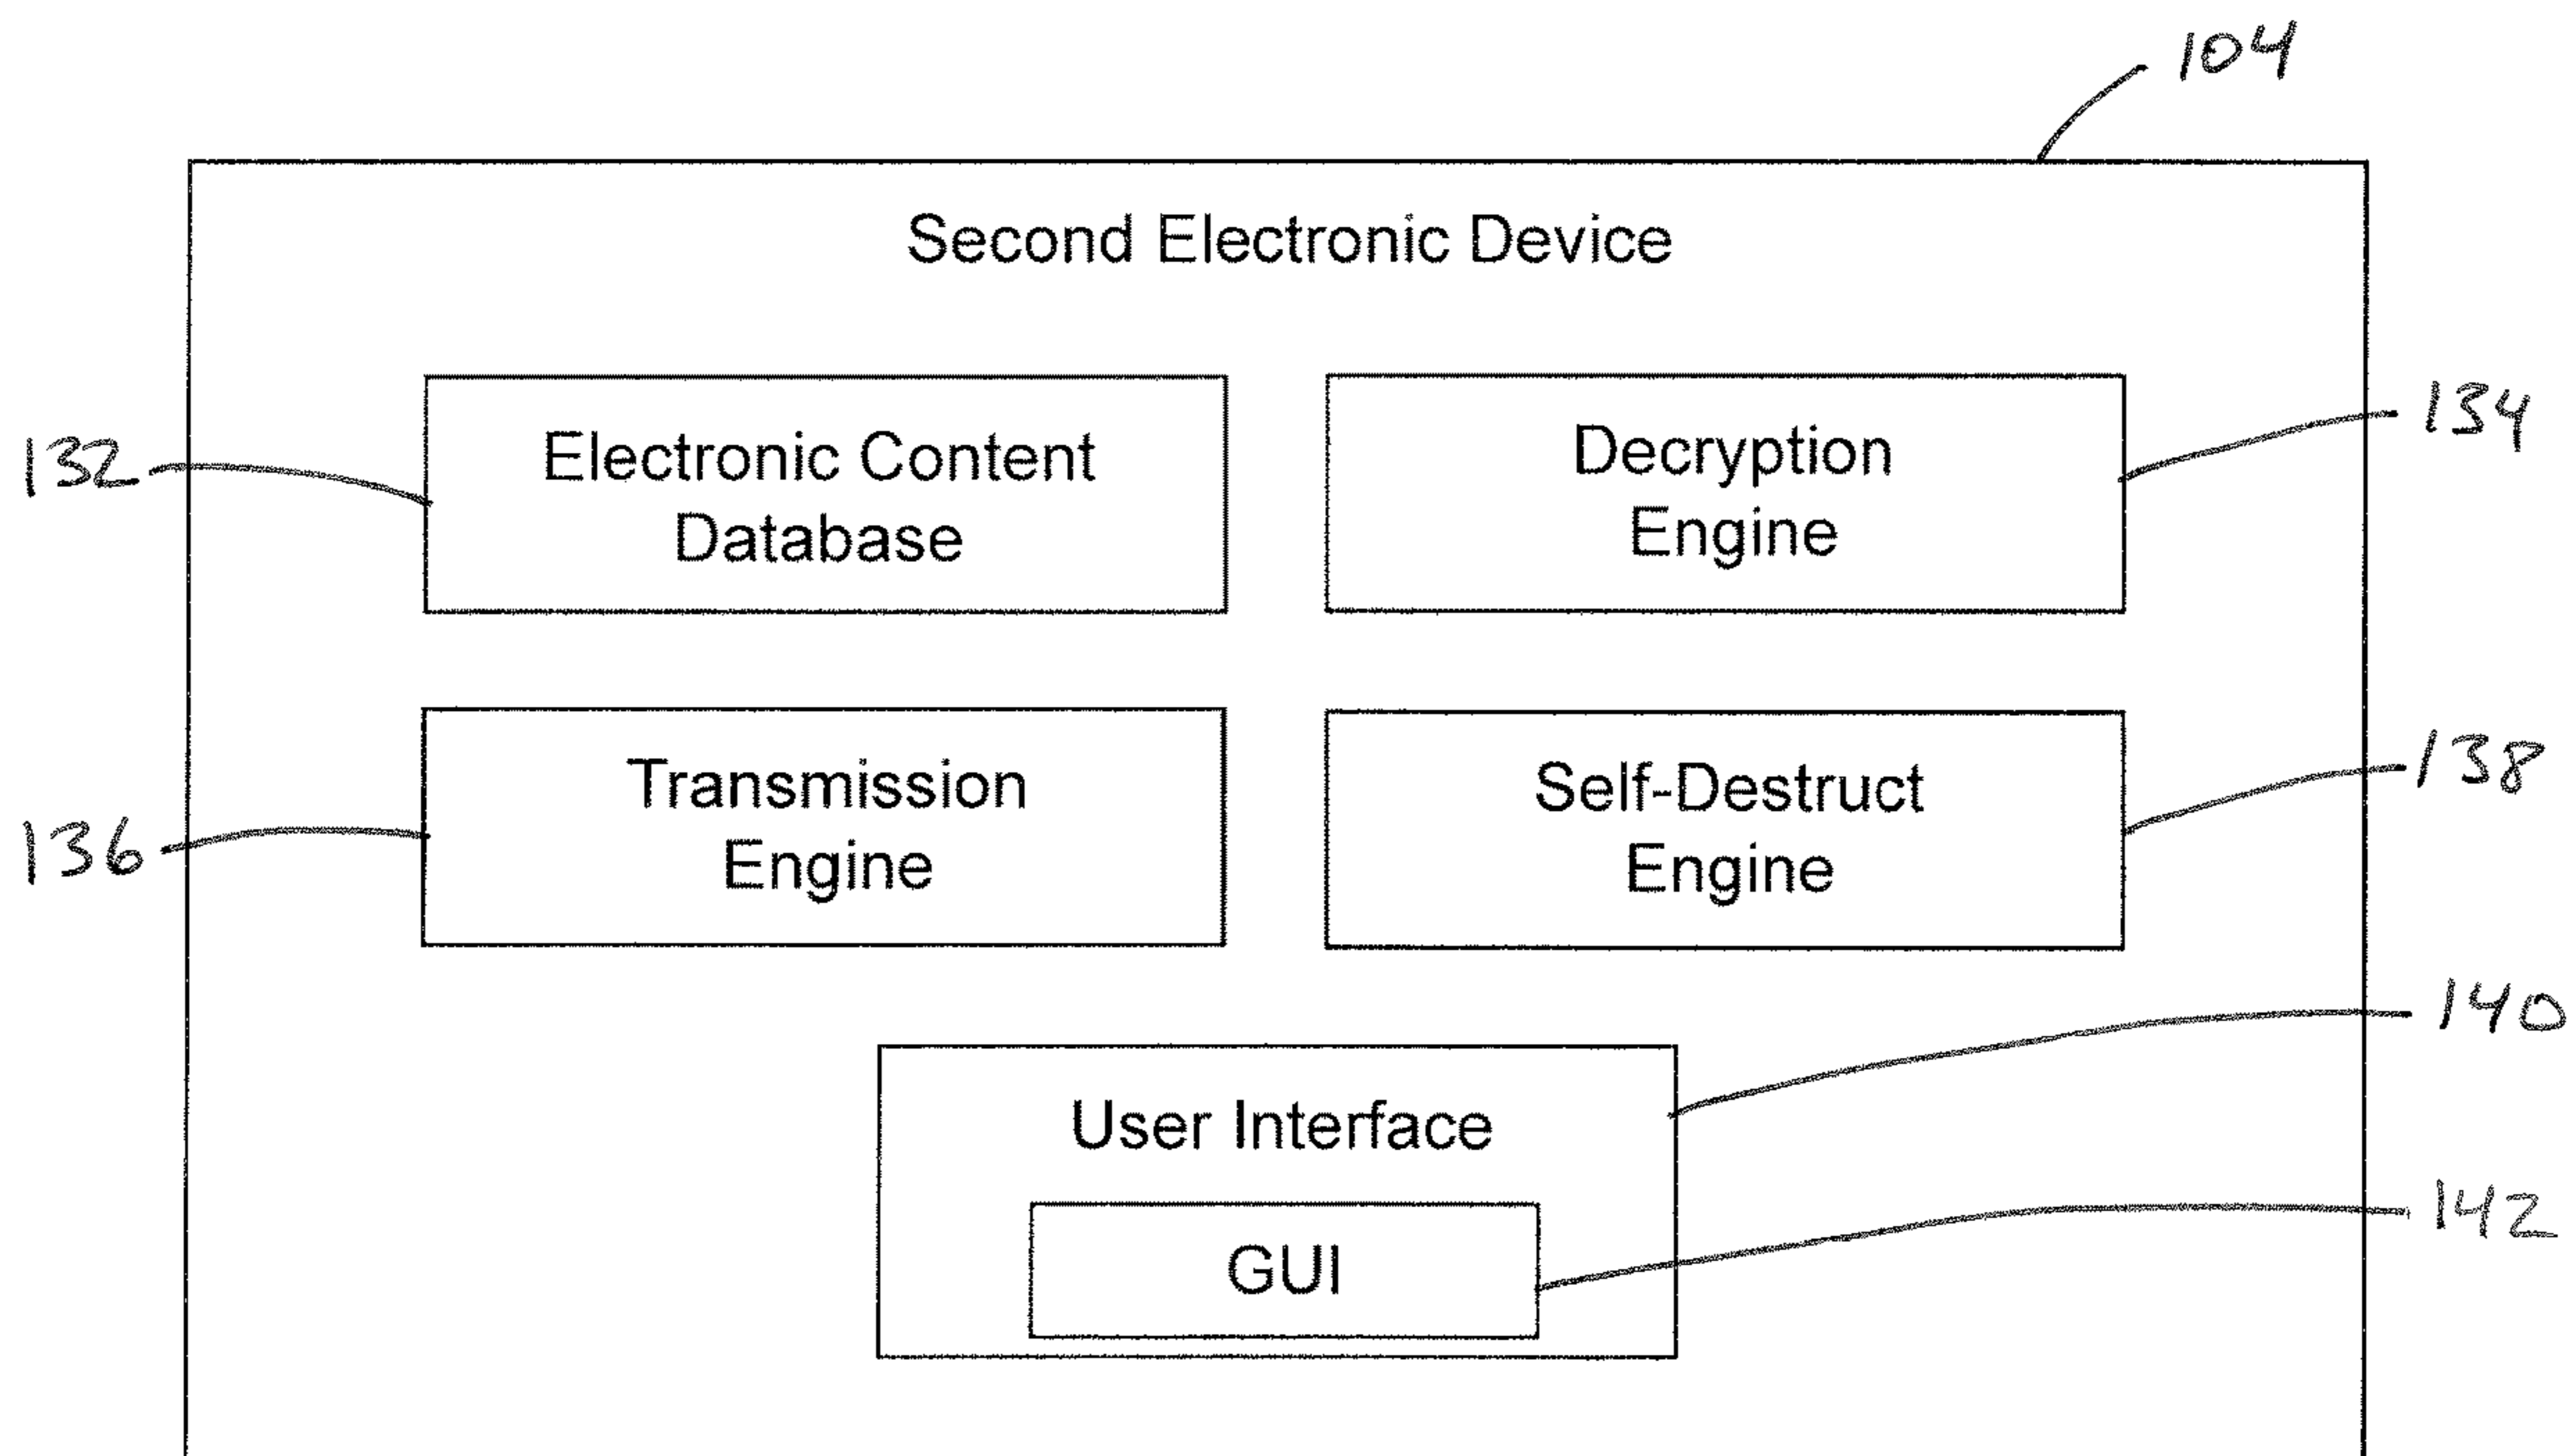 104
Second Electronic Device
132
Electronic Content
Database
Decryption
Engine
134
136
Transmission
Engine
Self-Destruct
Engine
138
User Interface
140
GUI
142